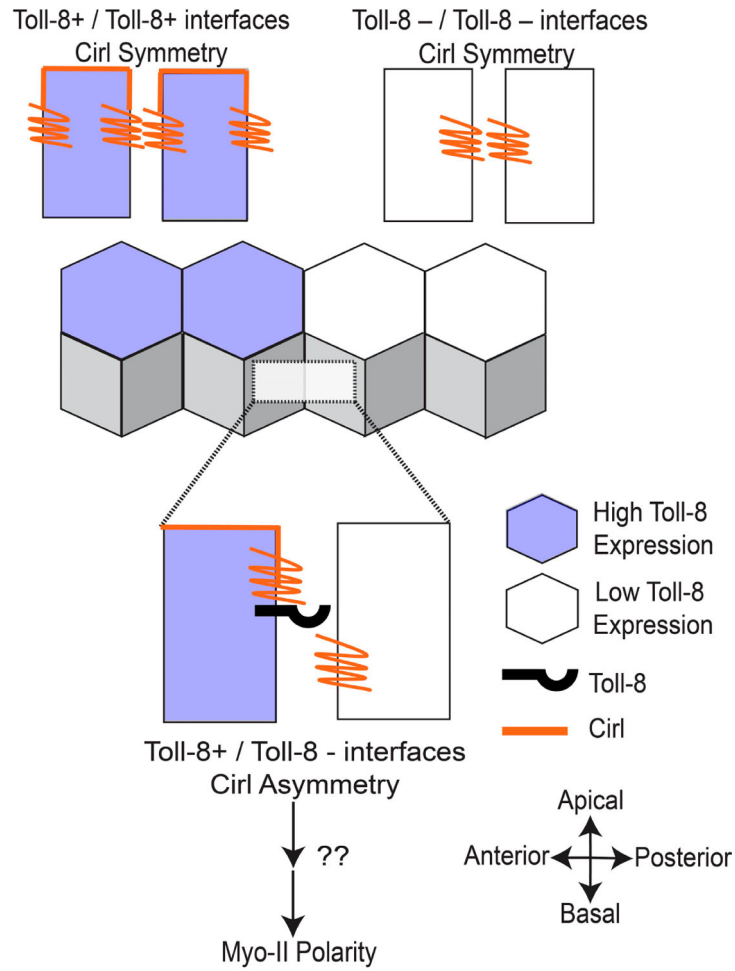 Toll-8+ / Toll-8+ interfaces
Cirl Symmetry
Toll-8 – / Toll-8 – interfaces
Cirl Symmetry
High Toll-8
Expression
Low Toll-8
Expression
Toll-8
Cirl
Toll-8+ / Toll-8 - interfaces
Cirl Asymmetry
??
Myo-II Polarity
Apical
Anterior
Posterior
Basal